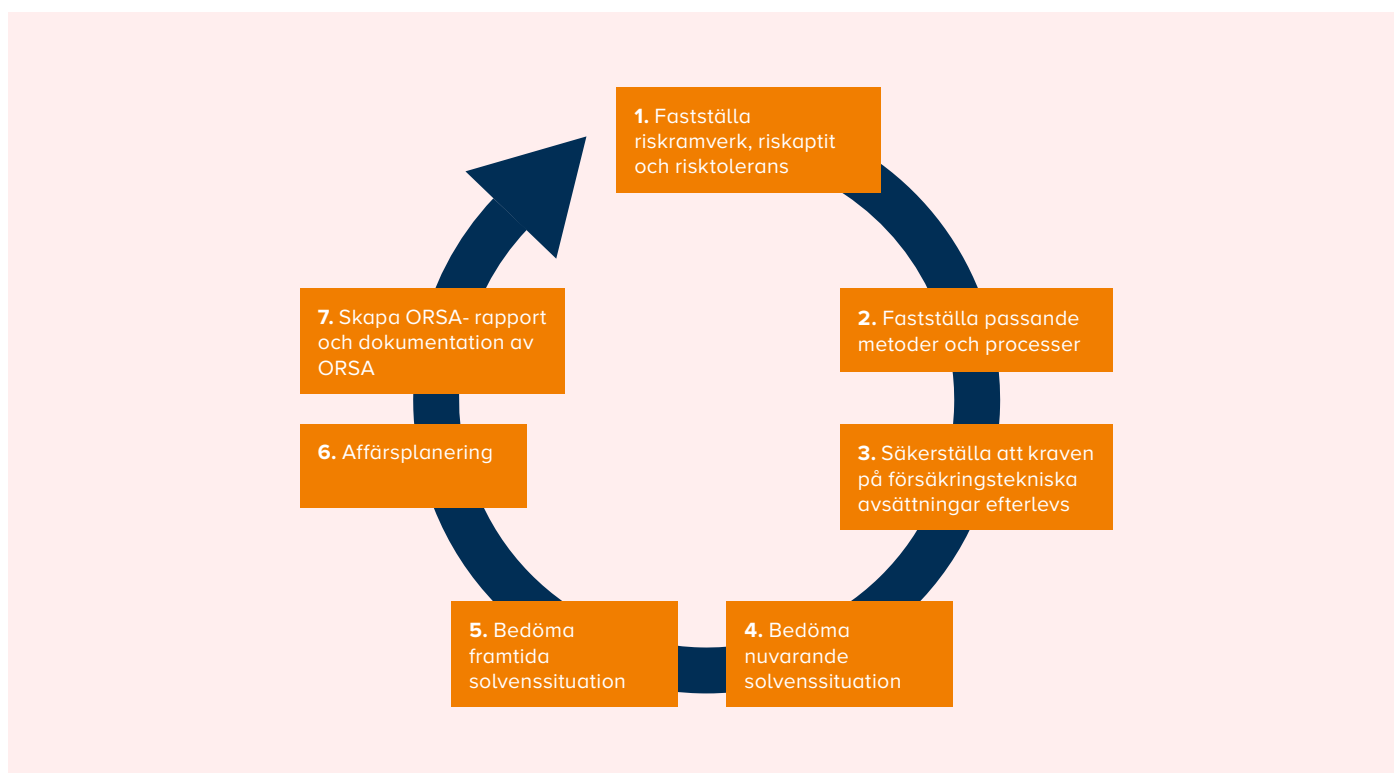 1. Fastställa
riskramverk, riskaptit
och risktolerans
2. Fastställa passande
metoder och processer
3. Säkerställa att kraven
på försäkringstekniska
avsättningar efterlevs
4. Bedöma
nuvarande
solvenssituation
5. Bedöma
framtida
solvenssituation
6. Affärsplanering
7. Skapa ORSA- rapport
och dokumentation av
ORSA